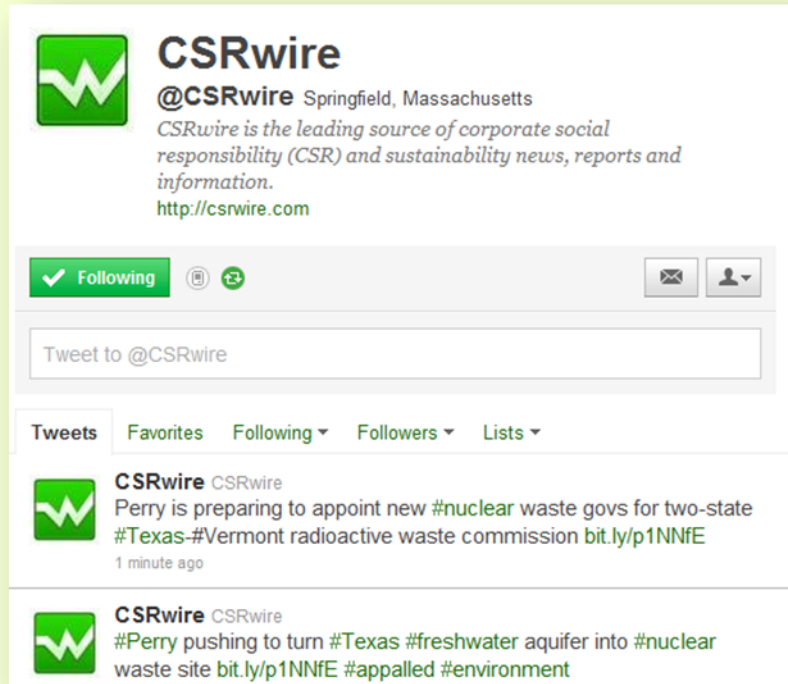 CSRwire
@CSRwire Springfield, Massachusetts
CSRwire is the leading source of corporate social
responsibility (CSR) and sustainability news, reports and
information.
http://csrwire.com
Following
Tweet to @CSRwire
Tweets Favorites Following Followers Lists
CSRwire CSRwire
Perry is preparing to appoint new #nuclear waste govs for two-state
#Texas-#Vermont radioactive waste commission bit.ly/p1NNfE
1 minute ago
CSRwire CSRwire
#Perry pushing to turn #Texas #freshwater aquifer into #nuclear
waste site bit.ly/p1NNfE #appalled #environment